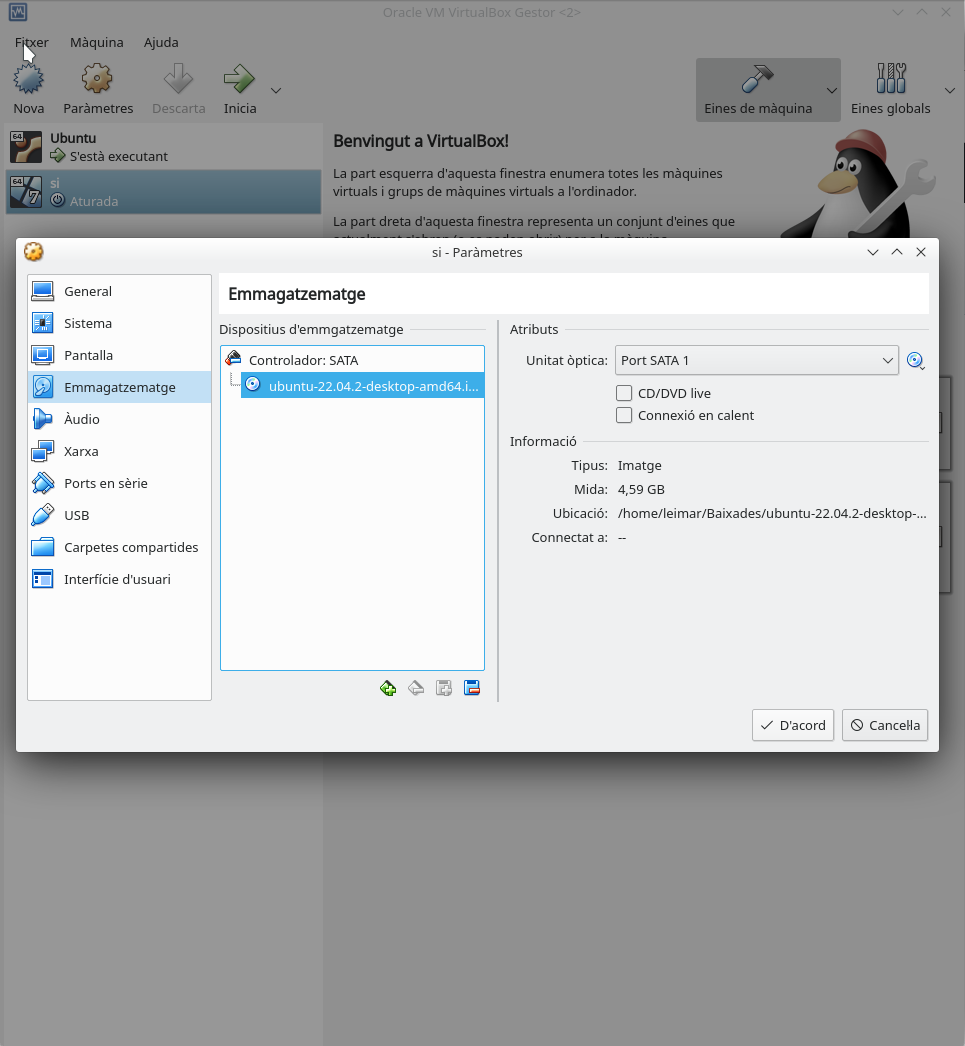 Oracle VM VirtualBox Gestor <2>
Fitxer Màquina Ajuda
Nova Paràmetres Descarta Inicia Eines de màquina Eines globals
64
Ubuntu
S'està executant
64
7
si
Aturada
Benvingut a VirtualBox!
La part esquerra d'aquesta finestra enumera totes les màquines
virtuals i grups de màquines virtuals a l'ordinador.
La part dreta d'aquesta finestra representa un conjunt d'eines que
si - Paràmetres
General
Sistema
Pantalla
Emmagatzematge
Àudio
Xarxa
Ports en sèrie
USB
Carpetes compartides
Interfície d'usuari
Emmagatzematge
Dispositius d'emmgatzematge
Controlador: SATA
ubuntu-22.04.2-desktop-amd64.i...
Atributs
Unitat òptica: Port SATA 1
CD/DVD live
Connexió en calent
Informació
Tipus: Imatge
Mida: 4,59 GB
Ubicació: /home/leimar/Baixades/ubuntu-22.04.2-desktop-...
Connectat a: --
D'acord Cancel·la